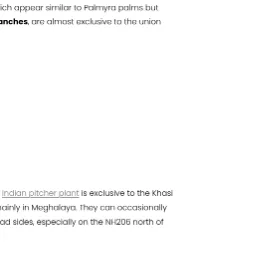 ich appear similar to Palmyra palms but
anches, are almost exclusive to the union
Indian pitcher plant is exclusive to the Khasi
ainly in Meghalaya. They can occasionally
ad sides, especially on the NH206 north of